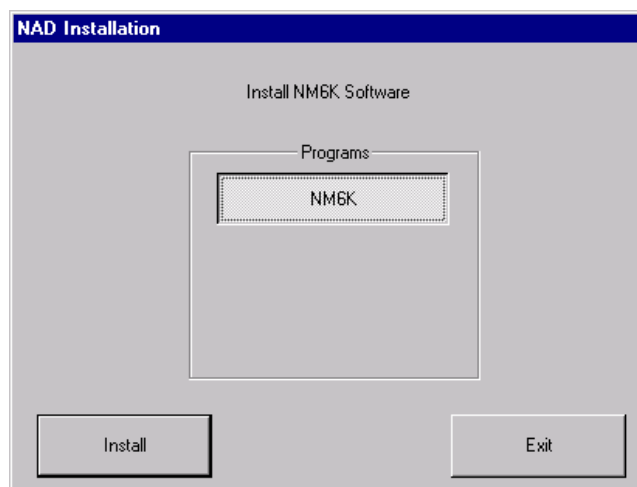 NAD Installation
Install NM6K Software
Programs
NM6K
Install
Exit